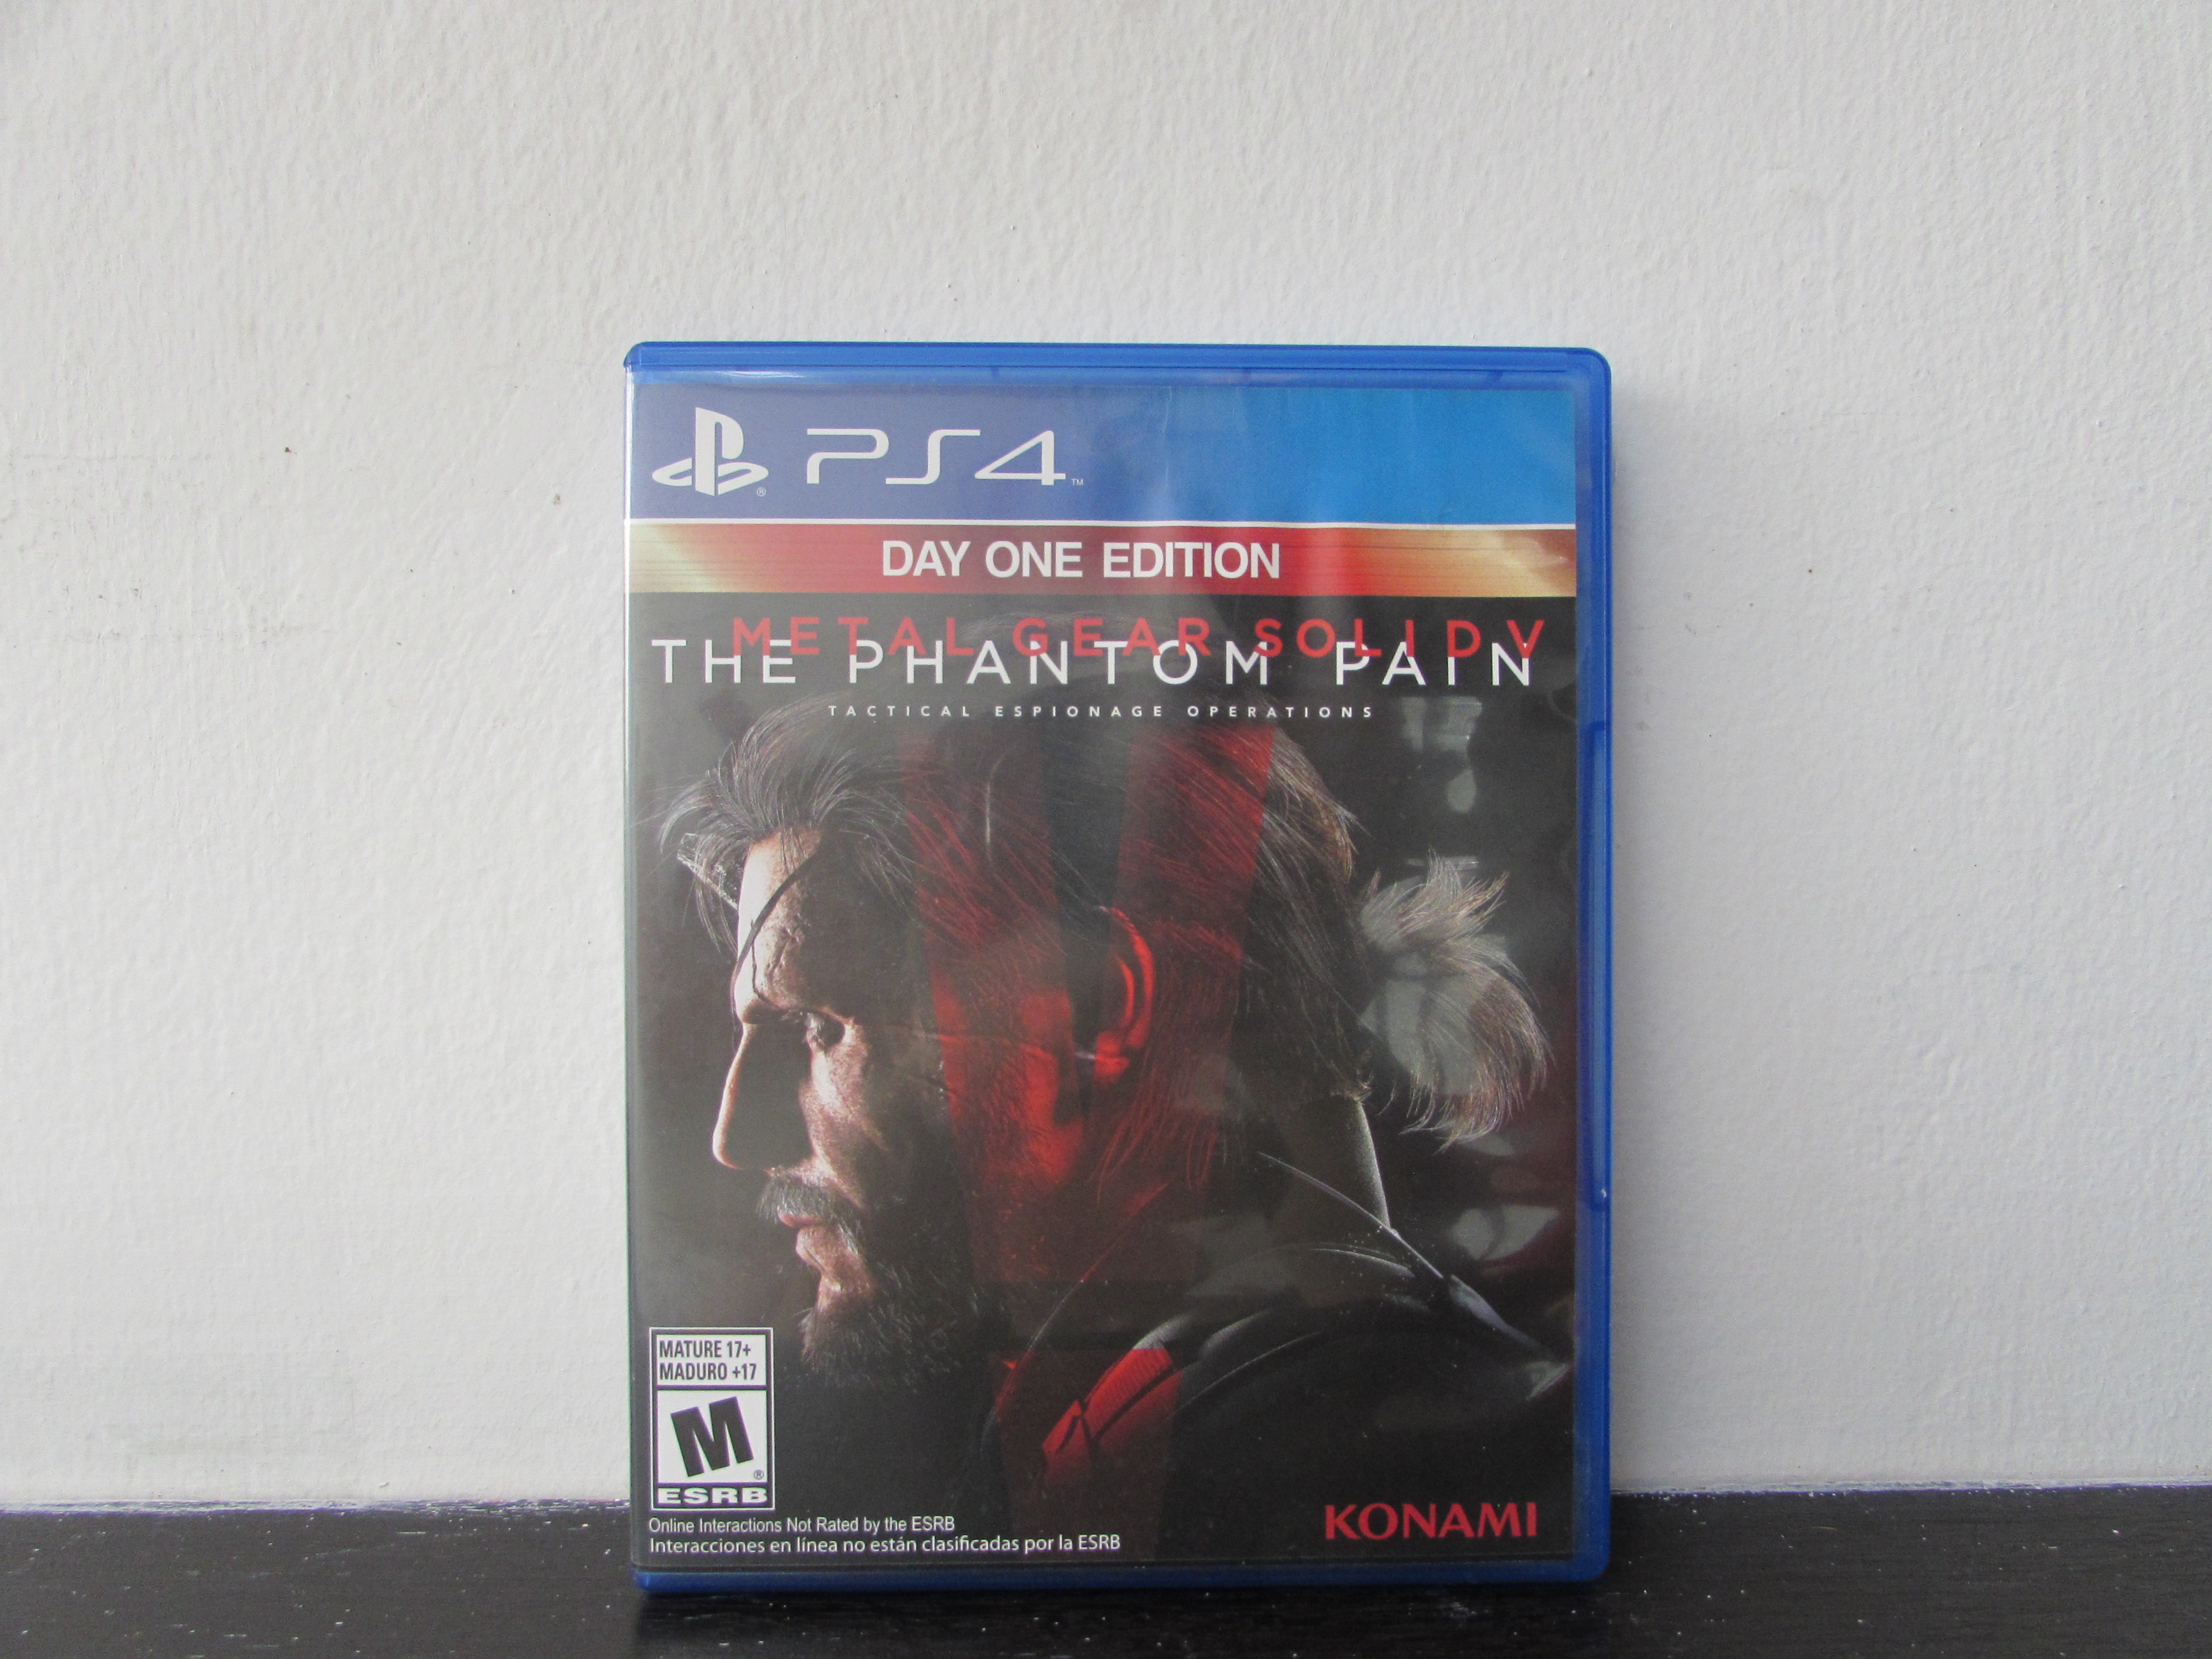 PS4™
DAY ONE EDITION
METAL GEAR SOLID V
THE PHANTOM PAIN
TACTICAL ESPIONAGE OPERATIONS
MATURE 17+
MADURO +17
M®
ESRB
Online Interactions Not Rated by the ESRB
Interacciones en línea no están clasificadas por la ESRB
KONAMI